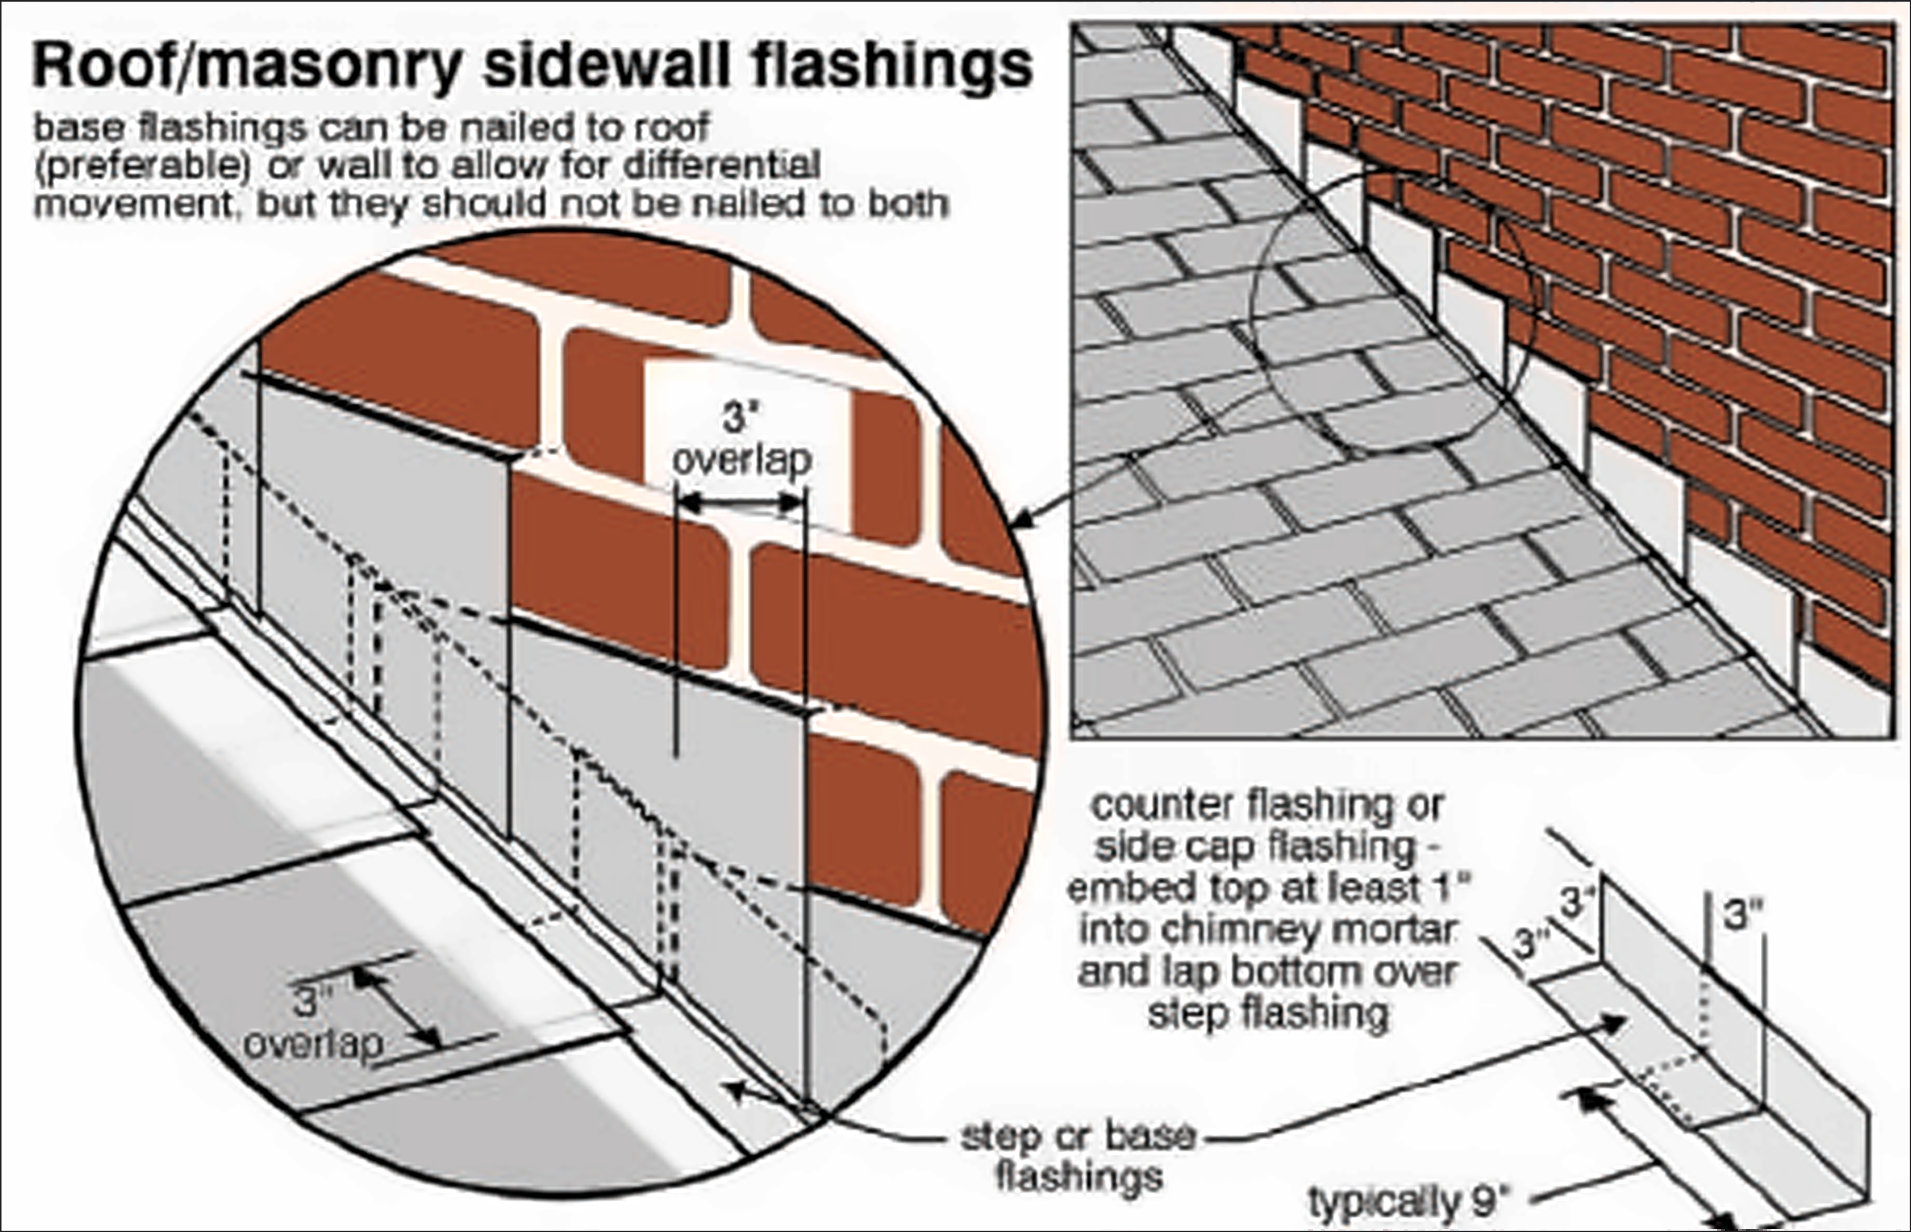 Roof/masonry sidewall flashings
base flashings can be nailed to roof
(preferable) or wall to allow for differential
movement, but they should not be nailed to both
3"
overlap
3"
overlap
counter flashing or
side cap flashing -
embed top at least 1"
into chimney mortar
and lap bottom over
step flashing
3"
3"
3"
step or base
flashings
typically 9"